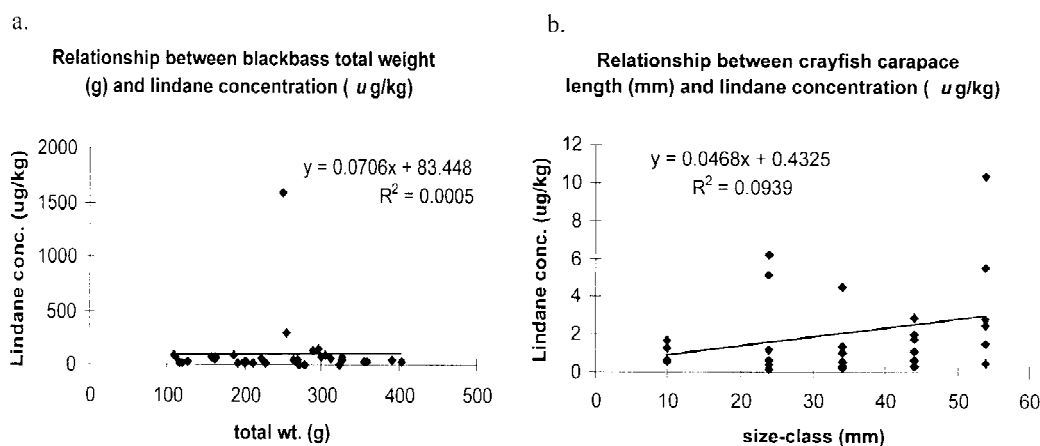 a.
Relationship between blackbass total weight
(g) and lindane concentration ( ug/kg)
Lindane conc. (ug/kg)
2000
1500
1000
500
0
y = 0.0706x + 83.448
R² = 0.0005
0 100 200 300 400 500
total wt. (g)
b.
Relationship between crayfish carapace
length (mm) and lindane concentration ( ug/kg)
Lindane conc. (ug/kg)
12
10
8
6
4
2
0
y = 0.0468x + 0.4325
R² = 0.0939
0 10 20 30 40 50 60
size-class (mm)